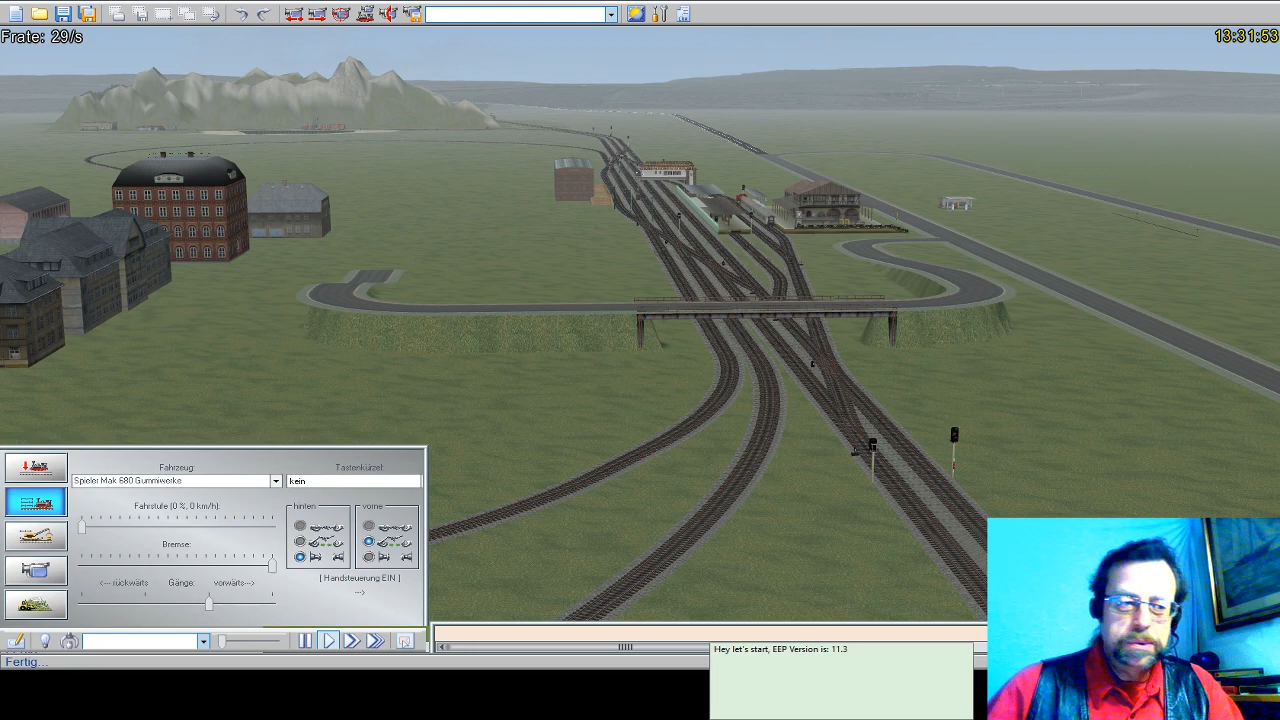 Frate: 29/s
13:31:53
Fahrzeug:
Tastenkürzel:
Spieler Mak 680 Gummiwerke
kein
Fahrstufe (0 %, 0 km/h):
hinten
vorne
Bremse:
<--- rückwärts
Gänge:
vorwärts--->
[ Handsteuerung EIN ]
-->
Fertig...
Hey let's start, EEP Version is: 11.3